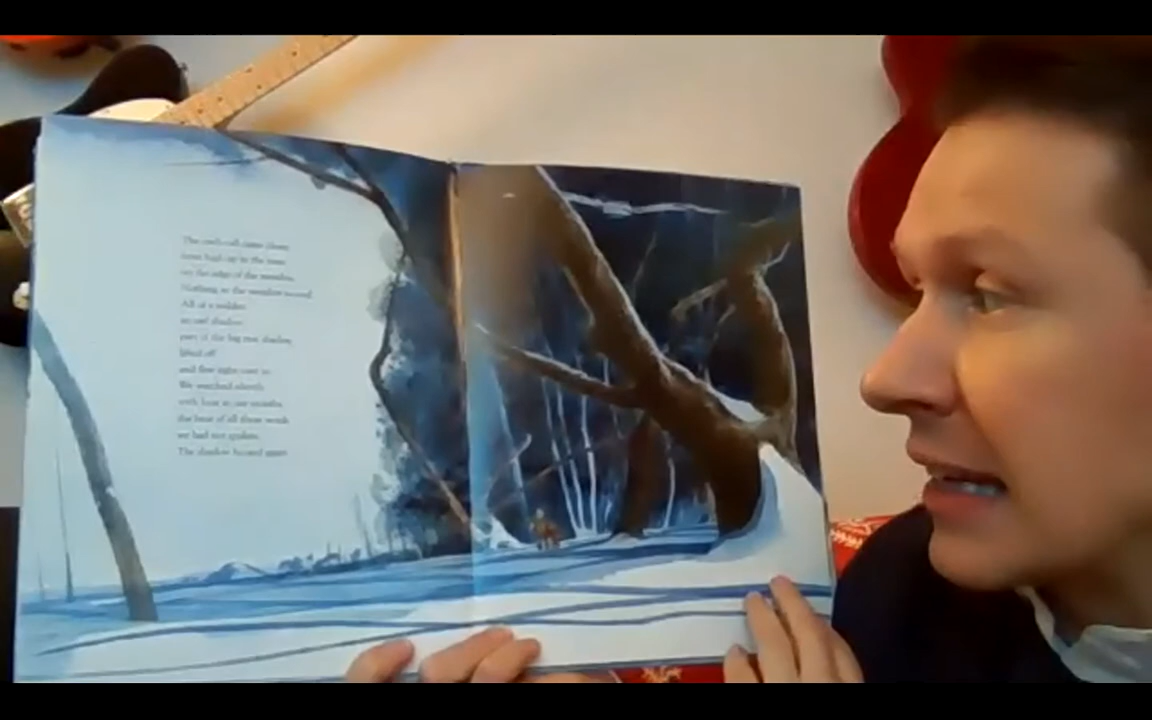 The owl's call came closer,
from high up in the trees
on the edge of the meadow.
Nothing in the meadow moved.
All of a sudden
an owl shadow,
part of the big tree shadow,
lifted off
and flew right over us.
We watched silently
with heat in our mouths,
the heat of all those words
we had not spoken.
The shadow hooted again.